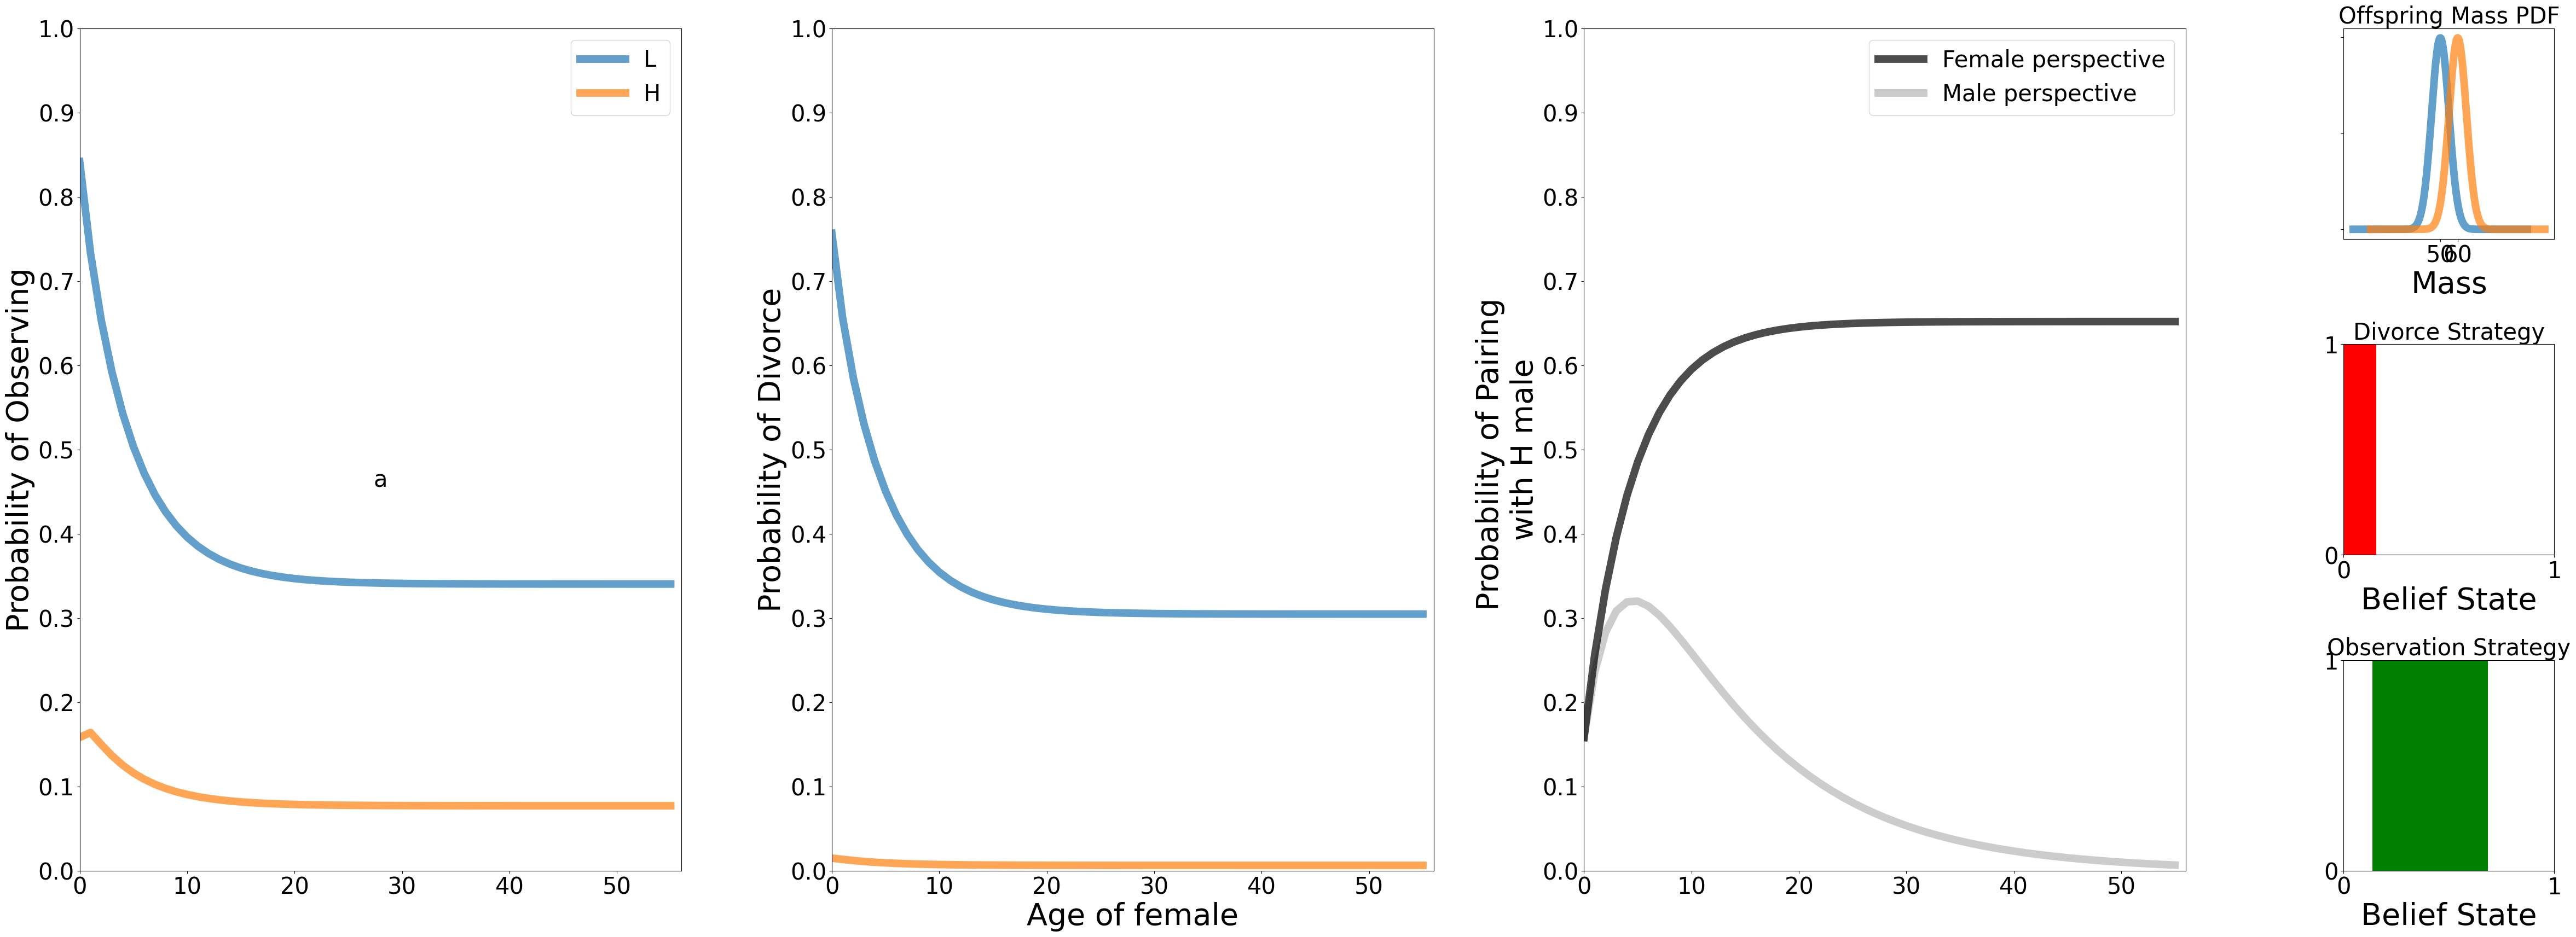 Probability of Observing
1.0
0.9
0.8
0.7
0.6
0.5
0.4
0.3
0.2
0.1
0.0
L
H
a
0 10 20 30 40 50
Probability of Divorce
1.0
0.9
0.8
0.7
0.6
0.5
0.4
0.3
0.2
0.1
0.0
0 10 20 30 40 50
Age of female
Probability of Pairing
with H male
1.0
0.9
0.8
0.7
0.6
0.5
0.4
0.3
0.2
0.1
0.0
Female perspective
Male perspective
0 10 20 30 40 50
Offspring Mass PDF
50 60
Mass
Divorce Strategy
1
0
0 1
Belief State
Observation Strategy
1
0
0 1
Belief State